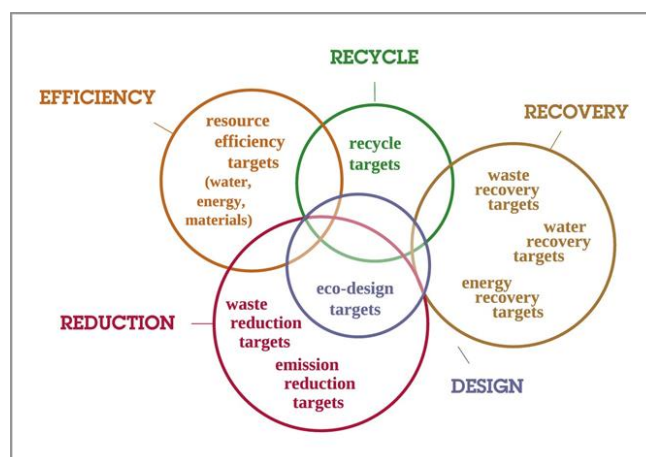 RECYCLE
EFFICIENCY
RECOVERY
resource
efficiency
targets
(water,
energy,
materials)
recycle
targets
waste
recovery
targets
water
recovery
targets
energy
recovery
targets
eco-design
targets
REDUCTION
waste
reduction
targets
emission
reduction
targets
DESIGN